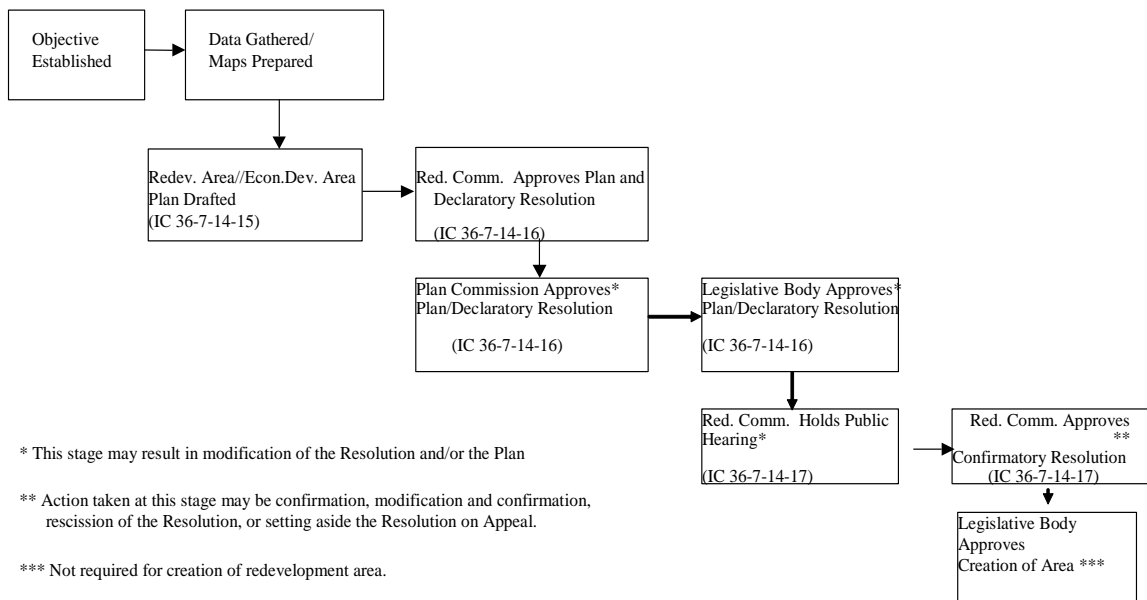 Objective
Established
Data Gathered/
Maps Prepared
Redev. Area//Econ.Dev. Area
Plan Drafted
(IC 36-7-14-15)
Red. Comm. Approves Plan and
Declaratory Resolution
(IC 36-7-14-16)
Plan Commission Approves*
Plan/Declaratory Resolution
(IC 36-7-14-16)
Legislative Body Approves*
Plan/Declaratory Resolution
(IC 36-7-14-16)
Red. Comm. Holds Public
Hearing*
(IC 36-7-14-17)
Red. Comm. Approves
**
Confirmatory Resolution
(IC 36-7-14-17)
Legislative Body
Approves
Creation of Area ***
* This stage may result in modification of the Resolution and/or the Plan
** Action taken at this stage may be confirmation, modification and confirmation,
rescission of the Resolution, or setting aside the Resolution on Appeal.
*** Not required for creation of redevelopment area.